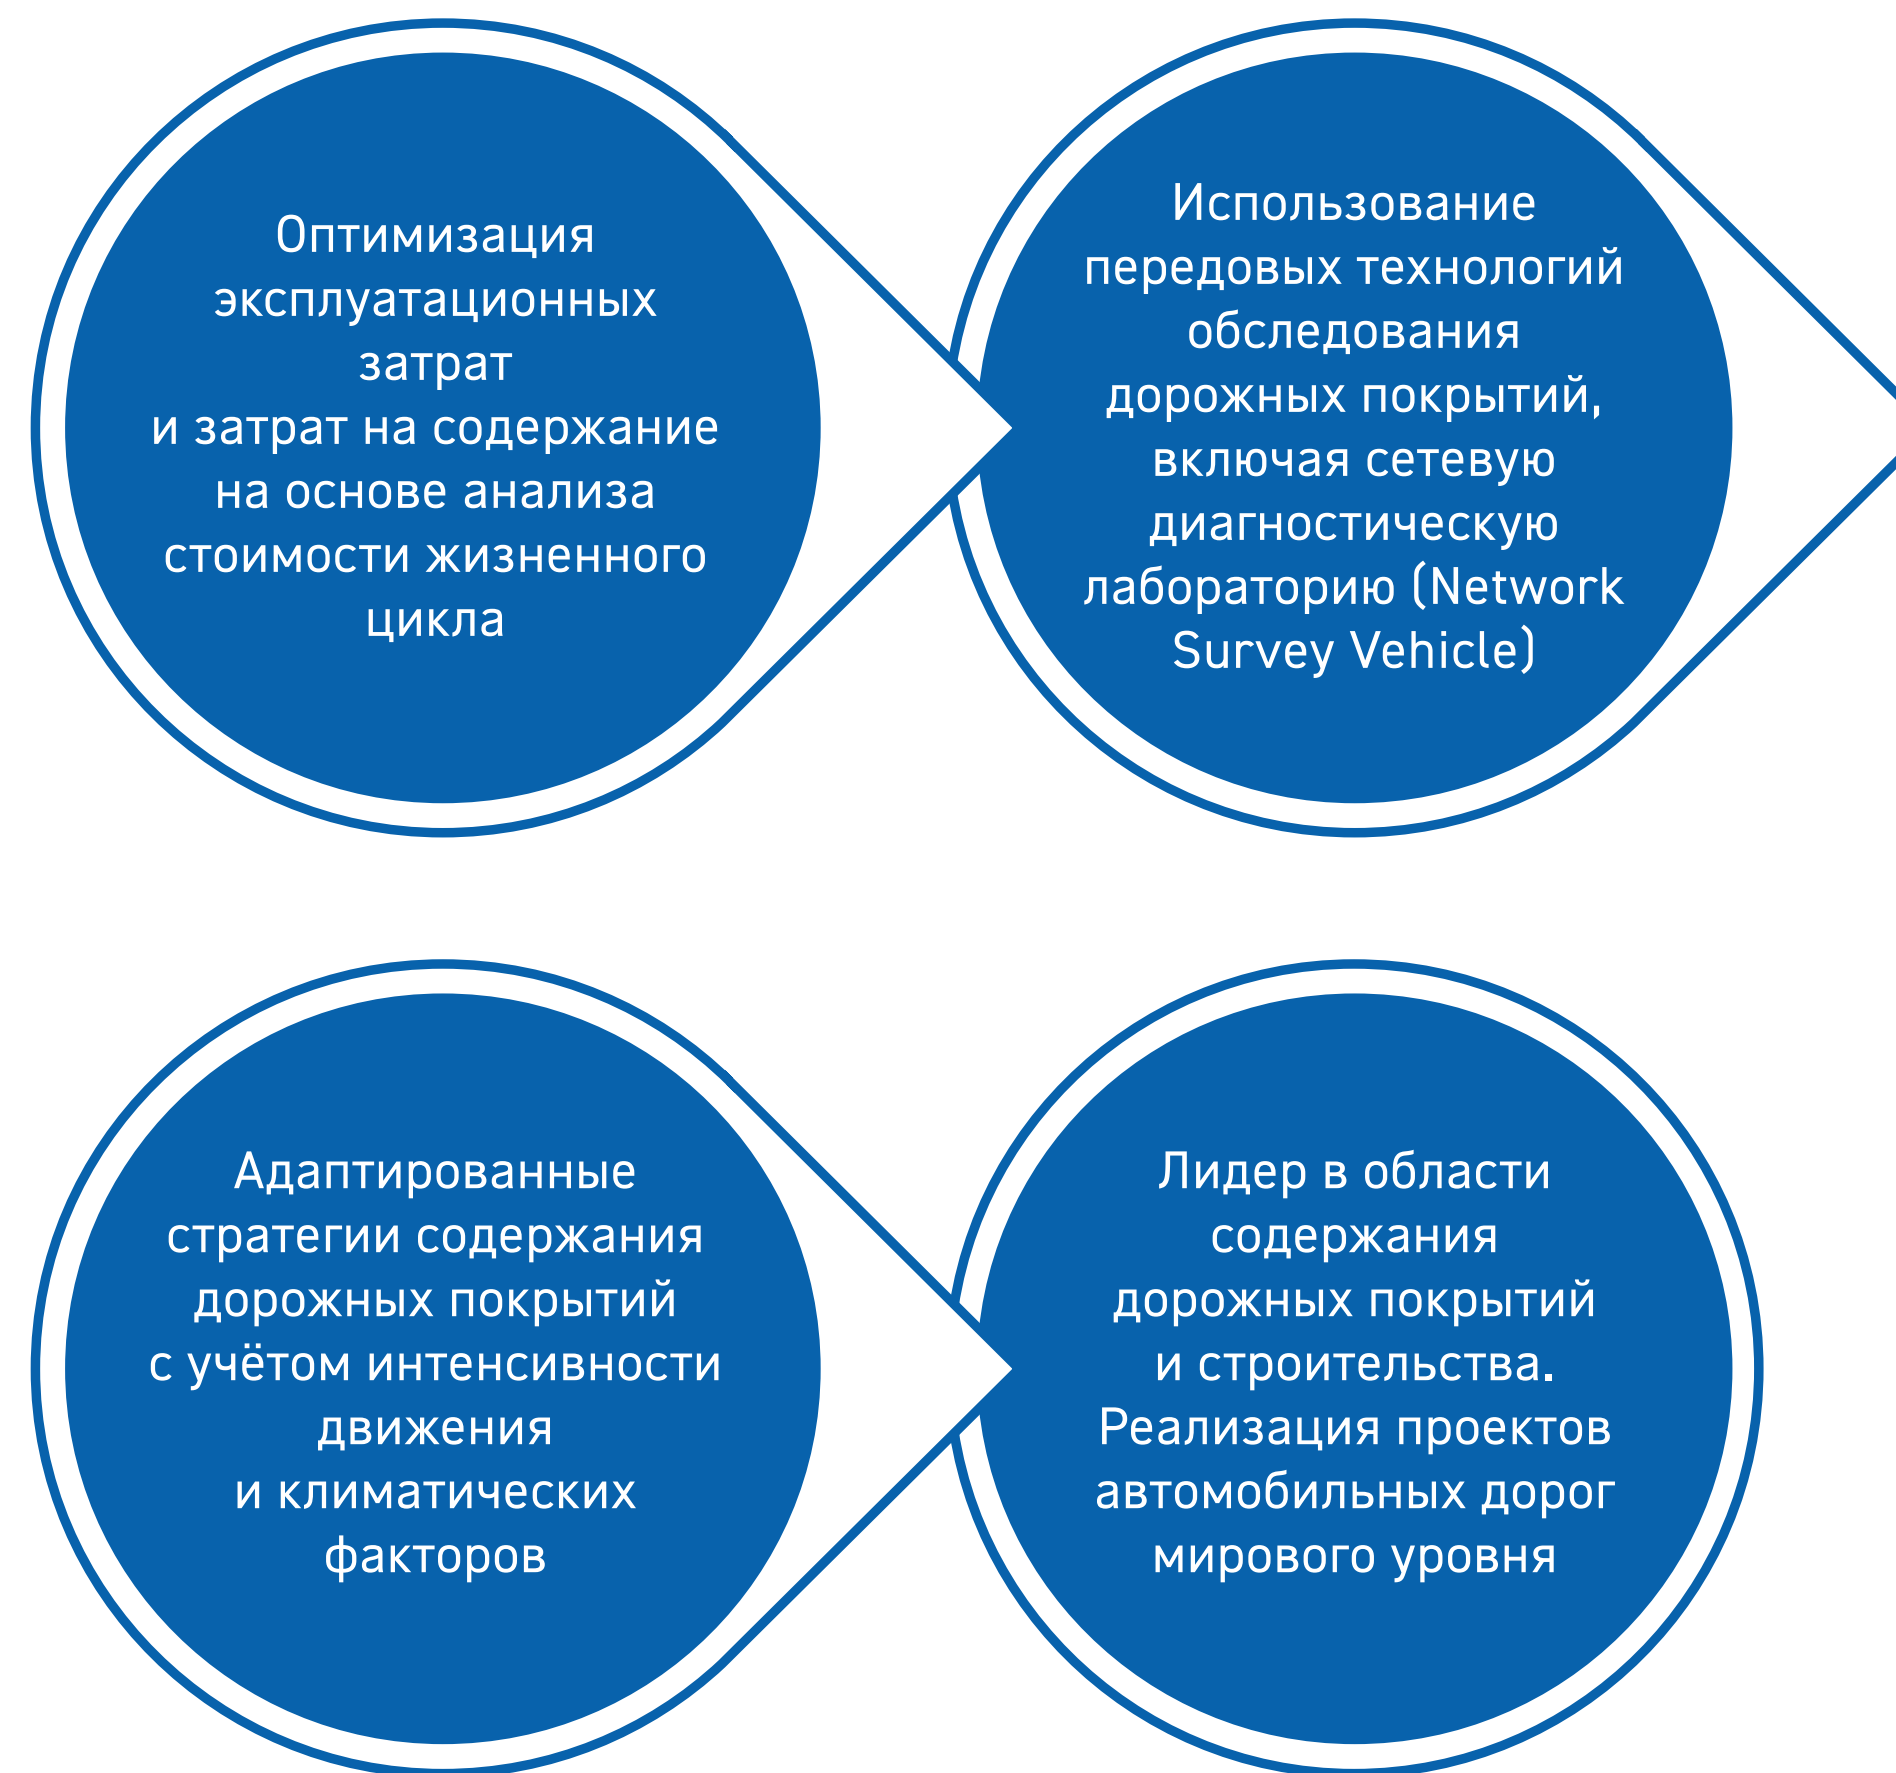 Оптимизация
эксплуатационных
затрат
и затрат на содержание
на основе анализа
стоимости жизненного
цикла
Использование
передовых технологий
обследования
дорожных покрытий,
включая сетевую
диагностическую
лабораторию (Network
Survey Vehicle)
Адаптированные
стратегии содержания
дорожных покрытий
с учётом интенсивности
движения
и климатических
факторов
Лидер в области
содержания
дорожных покрытий
и строительства.
Реализация проектов
автомобильных дорог
мирового уровня